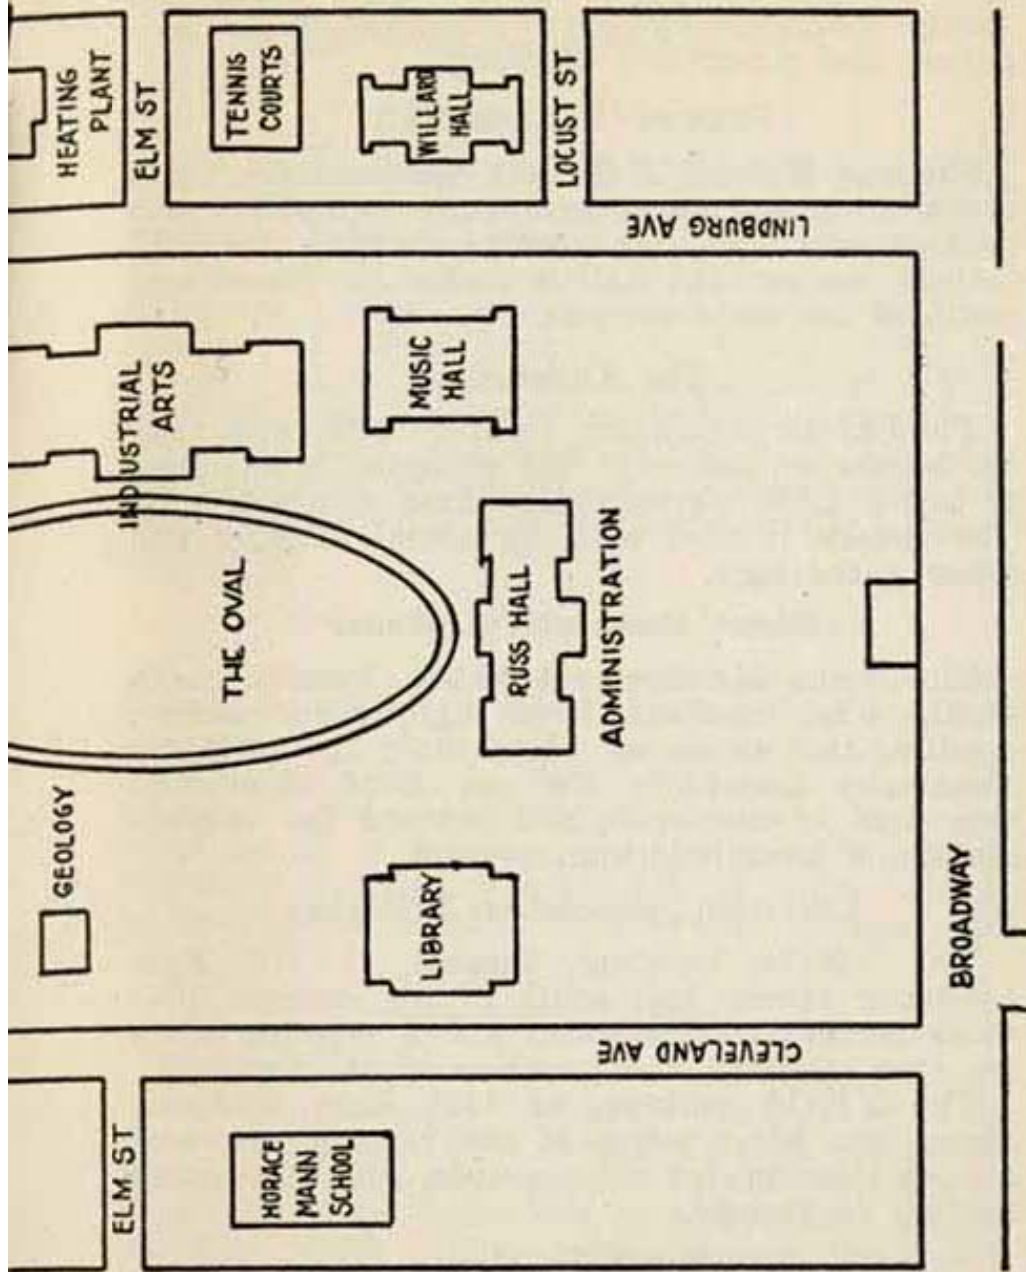 HEATING
PLANT
ELM ST
TENNIS
COURTS
WILLARD
HALL
LOCUST ST
LINDBURG AVE
INDUSTRIAL
ARTS
MUSIC
HALL
THE OVAL
RUSS HALL
ADMINISTRATION
GEOLOGY
LIBRARY
BROADWAY
CLEVELAND AVE
ELM ST
HORACE
MANN
SCHOOL